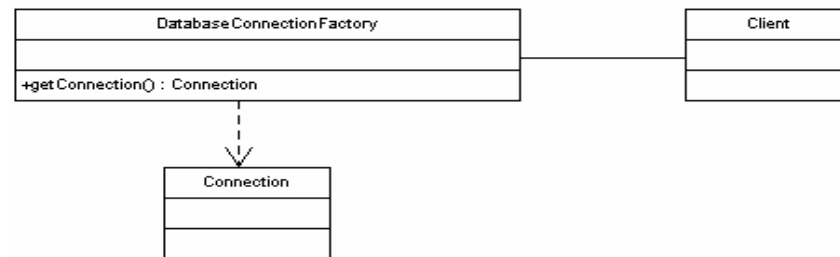 DatabaseConnectionFactory
Client
+getConnection() : Connection
Connection